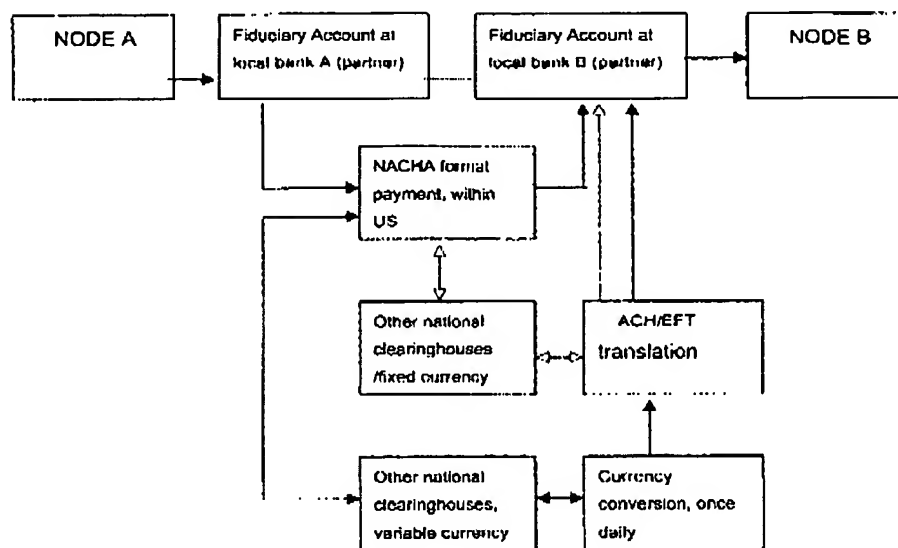 NODE A
Fiduciary Account at
local bank A (partner)
Fiduciary Account at
local bank B (partner)
NODE B
NACHA format
payment, within
US
Other national
clearinghouses
/fixed currency
ACH/EFT
translation
Other national
clearinghouses,
variable currency
Currency
conversion, once
daily